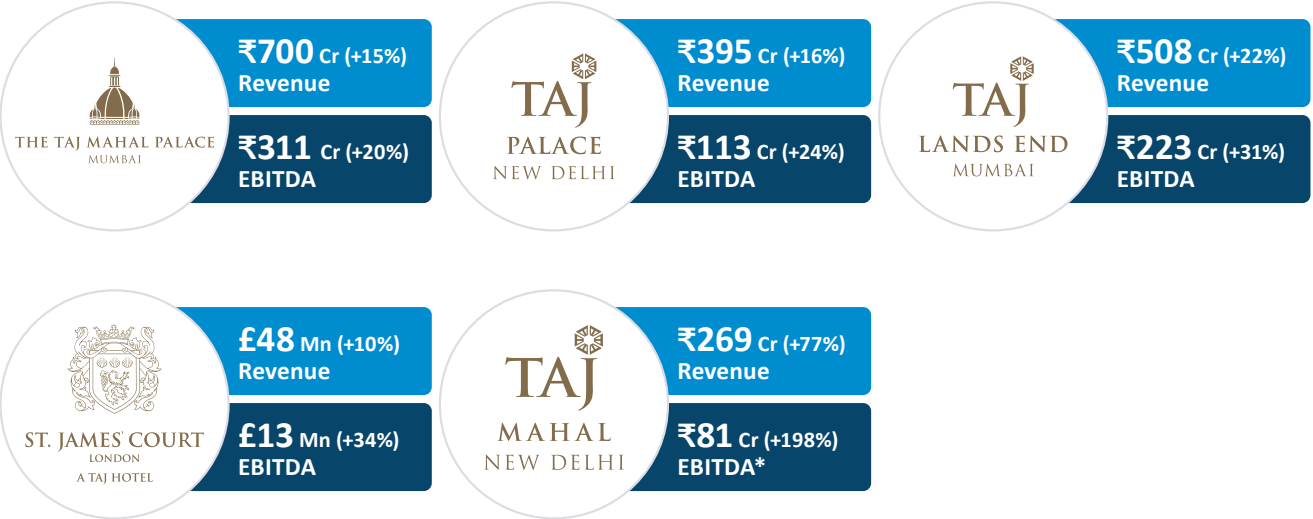 THE TAJ MAHAL PALACE
MUMBAI
₹700 Cr (+15%)
Revenue
₹311 Cr (+20%)
EBITDA
TAJ
PALACE
NEW DELHI
₹395 Cr (+16%)
Revenue
₹113 Cr (+24%)
EBITDA
TAJ
LANDS END
MUMBAI
₹508 Cr (+22%)
Revenue
₹223 Cr (+31%)
EBITDA
ST. JAMES' COURT
LONDON
A TAJ HOTEL
£48 Mn (+10%)
Revenue
£13 Mn (+34%)
EBITDA
TAJ
MAHAL
NEW DELHI
₹269 Cr (+77%)
Revenue
₹81 Cr (+198%)
EBITDA*